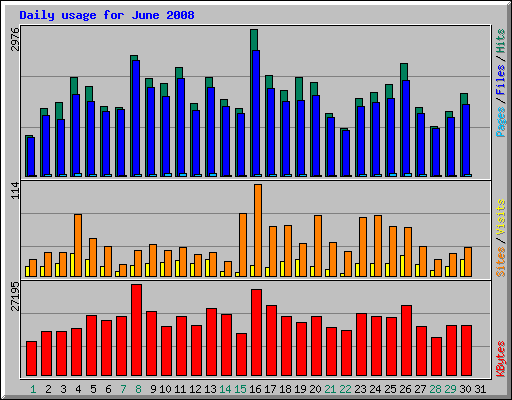 Daily usage for June 2008
2976
Pages / Files / Hits
114
Sites / Visits
27195
KBytes
1 2 3 4 5 6 7 8 9 10 11 12 13 14 15 16 17 18 19 20 21 22 23 24 25 26 27 28 29 30 31